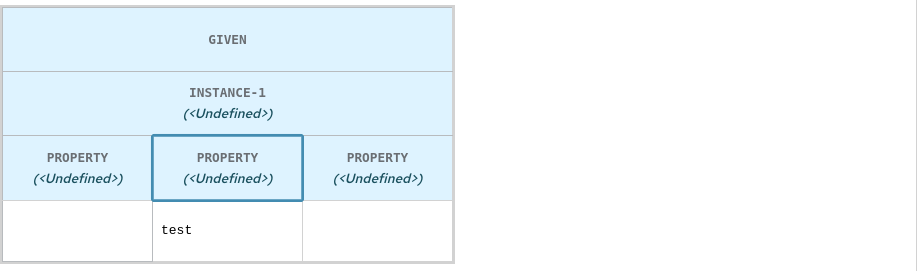 GIVEN
INSTANCE-1
(<Undefined>)
PROPERTY PROPERTY PROPERTY
(<Undefined>) (<Undefined>) (<Undefined>)
test